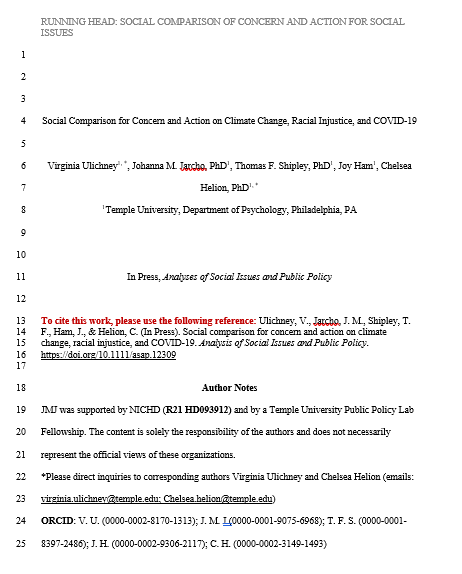 RUNNING HEAD: SOCIAL COMPARISON OF CONCERN AND ACTION FOR SOCIAL
ISSUES
1
2
3
4 Social Comparison for Concern and Action on Climate Change, Racial Injustice, and COVID-19
5
6 Virginia Ulichney1, *, Johanna M. Jarcho, PhD1, Thomas F. Shipley, PhD1, Joy Ham1, Chelsea
7 Helion, PhD1, *
8 1Temple University, Department of Psychology, Philadelphia, PA
9
10
11 In Press, Analyses of Social Issues and Public Policy
12
13 To cite this work, please use the following reference: Ulichney, V., Jarcho, J. M., Shipley, T.
14 F., Ham, J., & Helion, C. (In Press). Social comparison for concern and action on climate
15 change, racial injustice, and COVID-19. Analysis of Social Issues and Public Policy.
16 https://doi.org/10.1111/asap.12309
17
18 Author Notes
19 JMJ was supported by NICHD (R21 HD093912) and by a Temple University Public Policy Lab
20 Fellowship. The content is solely the responsibility of the authors and does not necessarily
21 represent the official views of these organizations.
22 *Please direct inquiries to corresponding authors Virginia Ulichney and Chelsea Helion (emails:
23 virginia.ulichney@temple.edu; Chelsea.helion@temple.edu)
24 ORCID: V. U. (0000-0002-8170-1313); J. M. J.(0000-0001-9075-6968); T. F. S. (0000-0001-
25 8397-2486); J. H. (0000-0002-9306-2117); C. H. (0000-0002-3149-1493)